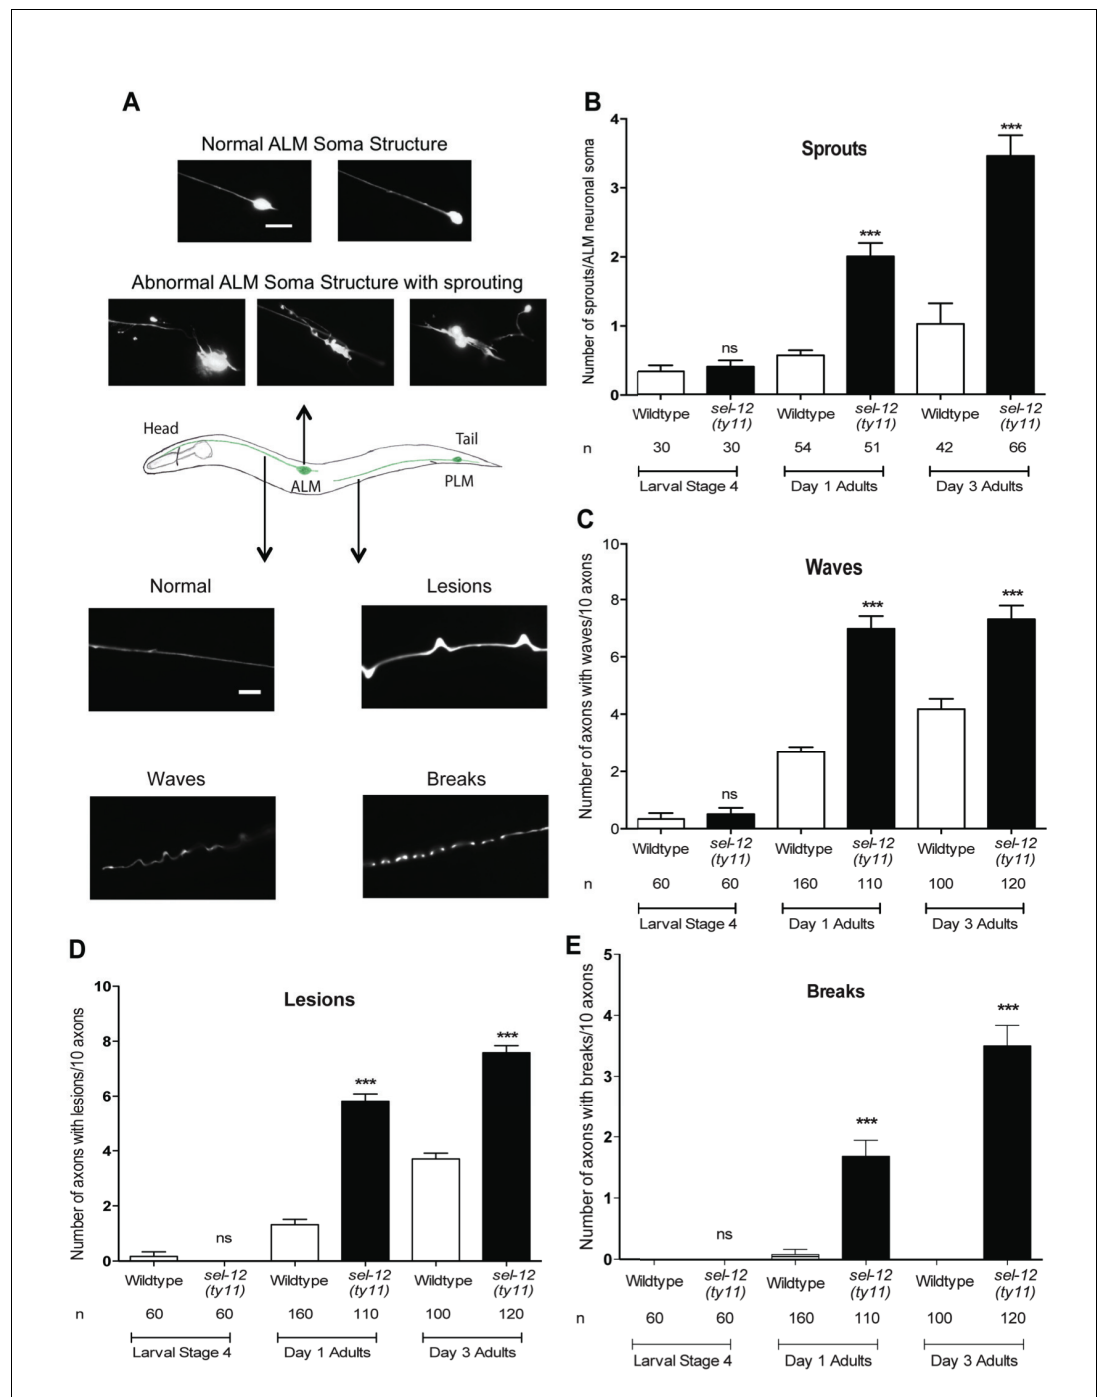 A
Normal ALM Soma Structure
Abnormal ALM Soma Structure with sprouting
Head
Tail
ALM
PLM
Normal
Lesions
Waves
Breaks
B
Sprouts
Number of sprouts/ALM neuronal soma
4
3
2
1
0
ns
***
***
Wildtype
sel-12
(ty11)
Wildtype
sel-12
(ty11)
Wildtype
sel-12
(ty11)
n 30 30 54 51 42 66
Larval Stage 4 Day 1 Adults Day 3 Adults
C
Waves
Number of axons with waves/10 axons
10
8
6
4
2
0
ns
***
***
Wildtype
sel-12
(ty11)
Wildtype
sel-12
(ty11)
Wildtype
sel-12
(ty11)
n 60 60 160 110 100 120
Larval Stage 4 Day 1 Adults Day 3 Adults
D
Lesions
Number of axons with lesions/10 axons
10
8
6
4
2
0
ns
***
***
Wildtype
sel-12
(ty11)
Wildtype
sel-12
(ty11)
Wildtype
sel-12
(ty11)
n 60 60 160 110 100 120
Larval Stage 4 Day 1 Adults Day 3 Adults
E
Breaks
Number of axons with breaks/10 axons
5
4
3
2
1
0
ns
***
***
Wildtype
sel-12
(ty11)
Wildtype
sel-12
(ty11)
Wildtype
sel-12
(ty11)
n 60 60 160 110 100 120
Larval Stage 4 Day 1 Adults Day 3 Adults